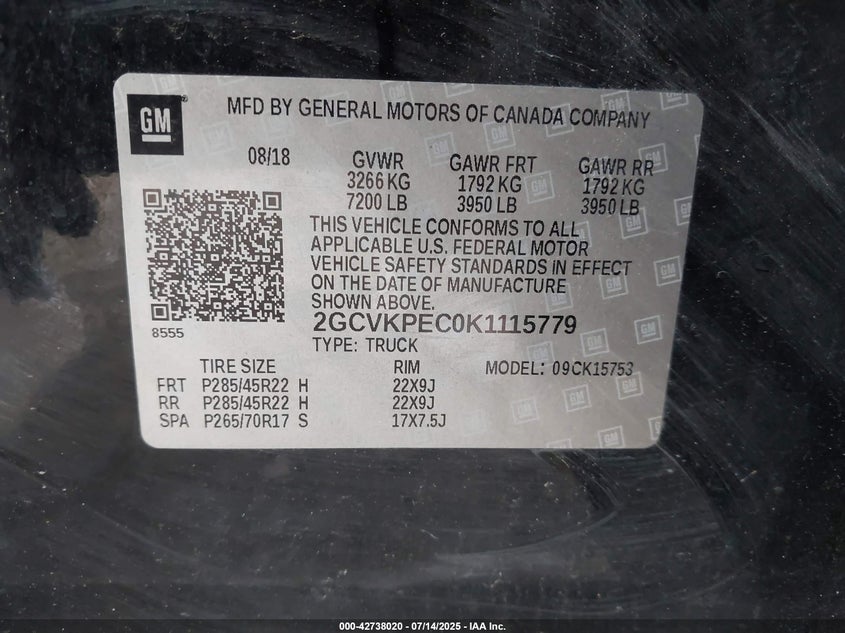 GM
MFD BY GENERAL MOTORS OF CANADA COMPANY
08/18 GVWR GAWR FRT GAWR RR
3266 KG 1792 KG 1792 KG
7200 LB 3950 LB 3950 LB
THIS VEHICLE CONFORMS TO ALL
APPLICABLE U.S. FEDERAL MOTOR
VEHICLE SAFETY STANDARDS IN EFFECT
ON THE DATE OF MANUFACTURE
SHOWN ABOVE.
8555
2GCVKPEC0K1115779
TYPE: TRUCK
TIRE SIZE RIM MODEL: 09CK15753
FRT P285/45R22 H 22X9J
RR P285/45R22 H 22X9J
SPA P265/70R17 S 17X7.5J
000-42738020 - 07/14/2025 - IAA Inc.